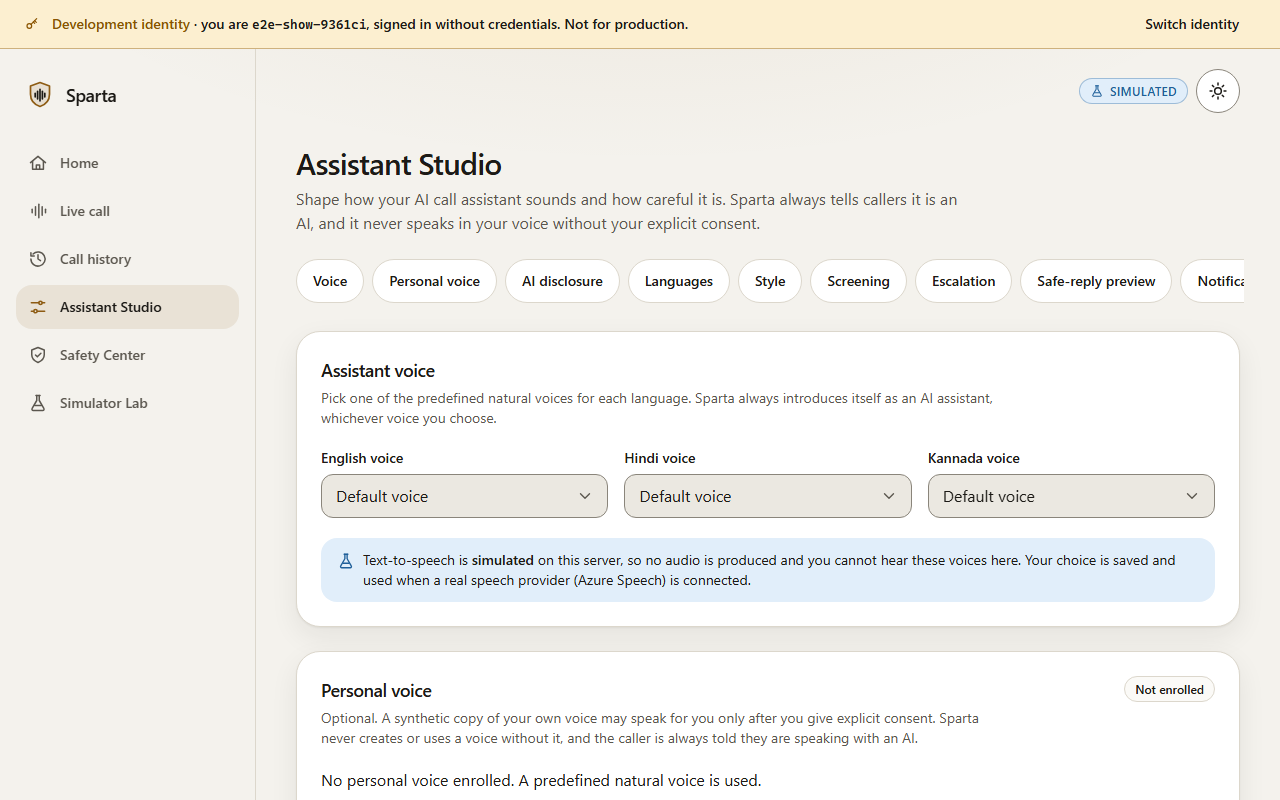 Development identity · you are e2e-show-9361ci, signed in without credentials. Not for production.
Switch identity
Sparta
SIMULATED
Home
Live call
Call history
Assistant Studio
Safety Center
Simulator Lab
Assistant Studio
Shape how your AI call assistant sounds and how careful it is. Sparta always tells callers it is an
AI, and it never speaks in your voice without your explicit consent.
Voice
Personal voice
AI disclosure
Languages
Style
Screening
Escalation
Safe-reply preview
Notifica
Assistant voice
Pick one of the predefined natural voices for each language. Sparta always introduces itself as an AI assistant,
whichever voice you choose.
English voice
Hindi voice
Kannada voice
Default voice
Default voice
Default voice
Text-to-speech is simulated on this server, so no audio is produced and you cannot hear these voices here. Your choice is saved and
used when a real speech provider (Azure Speech) is connected.
Personal voice
Not enrolled
Optional. A synthetic copy of your own voice may speak for you only after you give explicit consent. Sparta
never creates or uses a voice without it, and the caller is always told they are speaking with an AI.
No personal voice enrolled. A predefined natural voice is used.